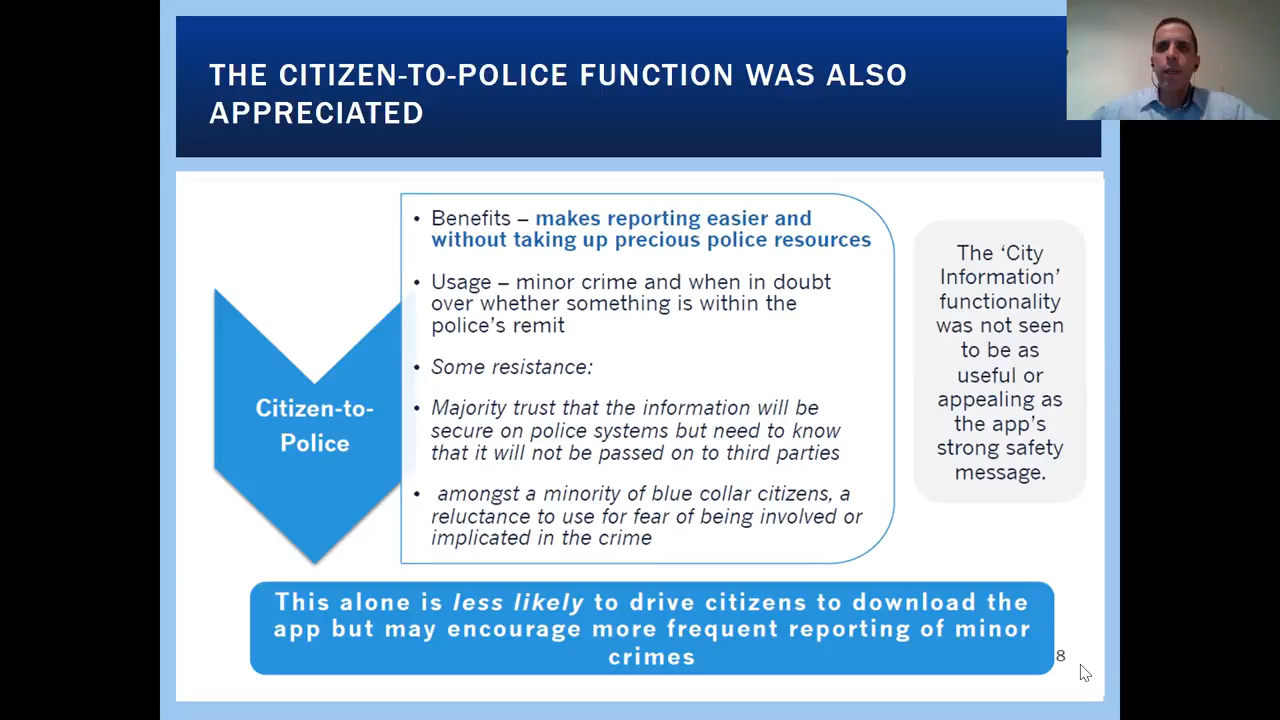 THE CITIZEN-TO-POLICE FUNCTION WAS ALSO
APPRECIATED
Citizen-to-
Police
• Benefits – makes reporting easier and
without taking up precious police resources
• Usage – minor crime and when in doubt
over whether something is within the
police's remit
• Some resistance:
• Majority trust that the information will be
secure on police systems but need to know
that it will not be passed on to third parties
• amongst a minority of blue collar citizens, a
reluctance to use for fear of being involved or
implicated in the crime
The ‘City
Information’
functionality
was not seen
to be as
useful or
appealing as
the app’s
strong safety
message.
This alone is less likely to drive citizens to download the
app but may encourage more frequent reporting of minor
crimes
8